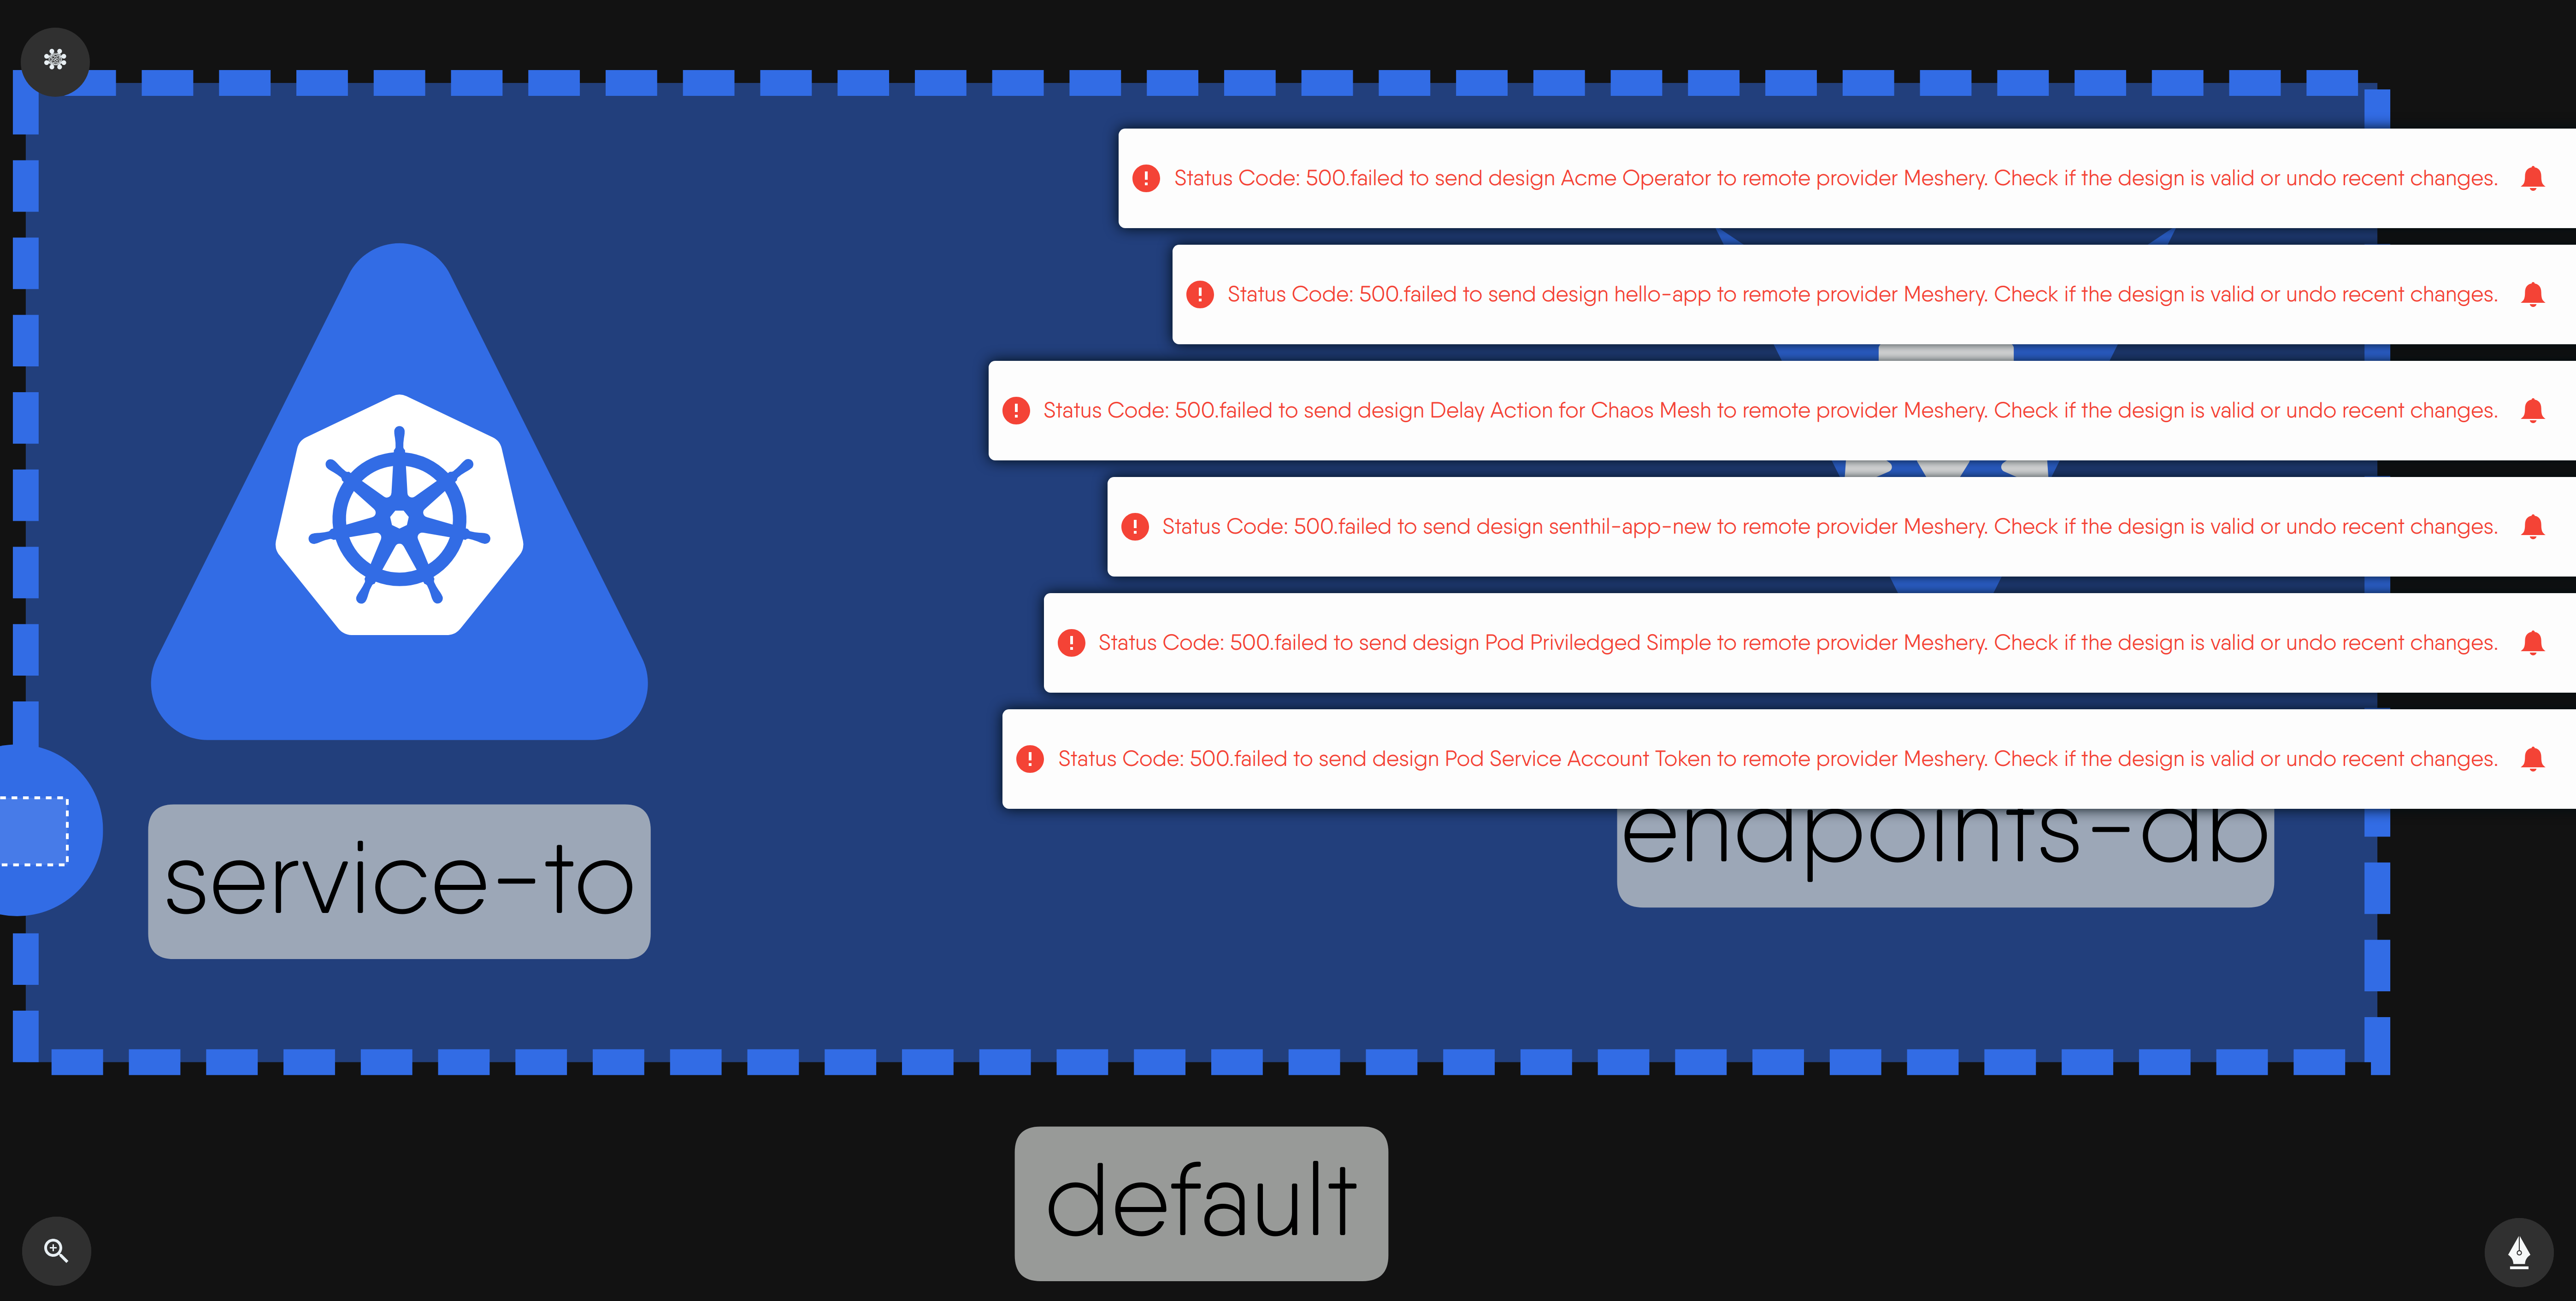 Status Code: 500.failed to send design Acme Operator to remote provider Meshery. Check if the design is valid or undo recent changes.
Status Code: 500.failed to send design hello-app to remote provider Meshery. Check if the design is valid or undo recent changes.
Status Code: 500.failed to send design Delay Action for Chaos Mesh to remote provider Meshery. Check if the design is valid or undo recent changes.
Status Code: 500.failed to send design senthil-app-new to remote provider Meshery. Check if the design is valid or undo recent changes.
Status Code: 500.failed to send design Pod Priviledged Simple to remote provider Meshery. Check if the design is valid or undo recent changes.
Status Code: 500.failed to send design Pod Service Account Token to remote provider Meshery. Check if the design is valid or undo recent changes.
endpoints-db
service-to
default